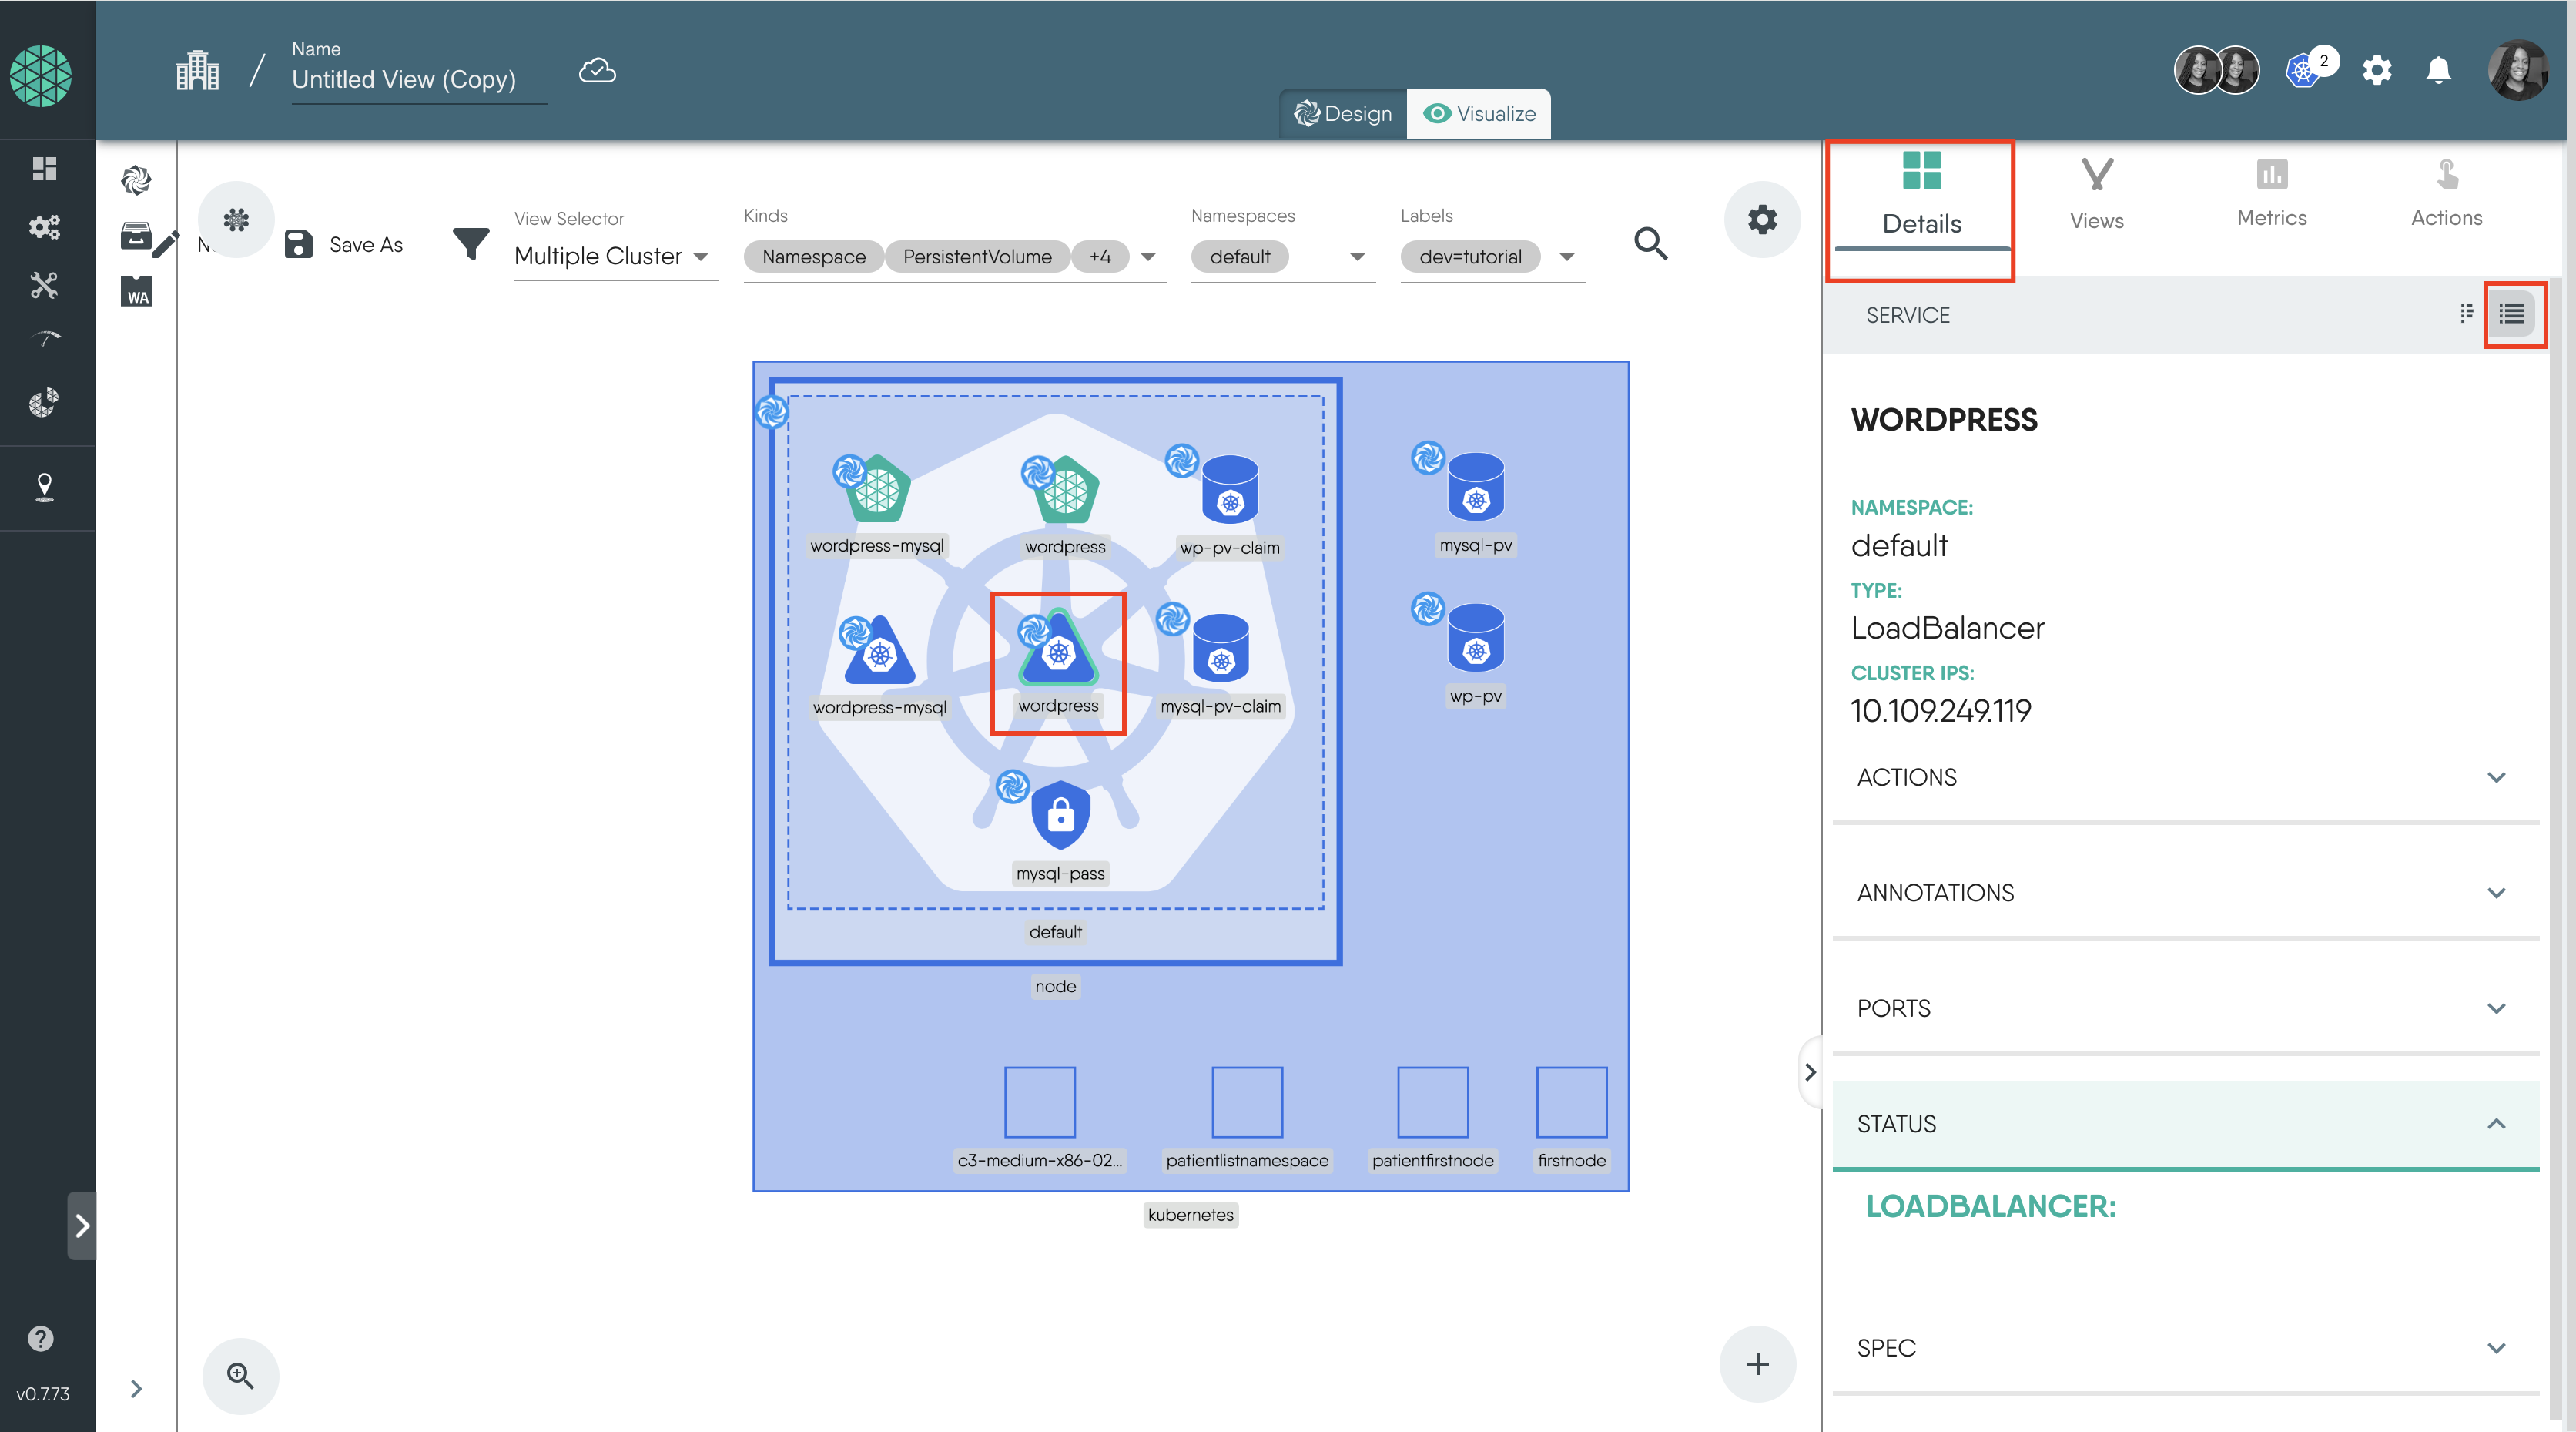 Name
Untitled View (Copy)
2
Design
Visualize
Save As
View Selector
Multiple Cluster
Kinds
Namespace
PersistentVolume
+4
Namespaces
default
Labels
dev=tutorial
WA
Details
Views
Metrics
Actions
SERVICE
WORDPRESS
NAMESPACE:
default
TYPE:
LoadBalancer
CLUSTER IPS:
10.109.249.119
ACTIONS
ANNOTATIONS
PORTS
STATUS
LOADBALANCER:
SPEC
wordpress-mysql
wordpress
wp-pv-claim
mysql-pv
wordpress-mysql
wordpress
mysql-pv-claim
wp-pv
mysql-pass
default
node
c3-medium-x86-02...
patientlistnamespace
patientfirstnode
firstnode
kubernetes
v0.7.73